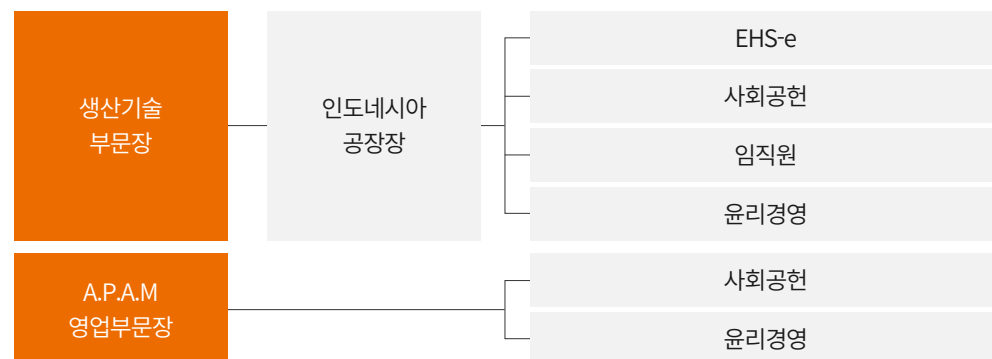 생산기술
부문장
인도네시아
공장장
EHS-e
사회공헌
임직원
윤리경영
A.P.A.M
영업부문장
사회공헌
윤리경영